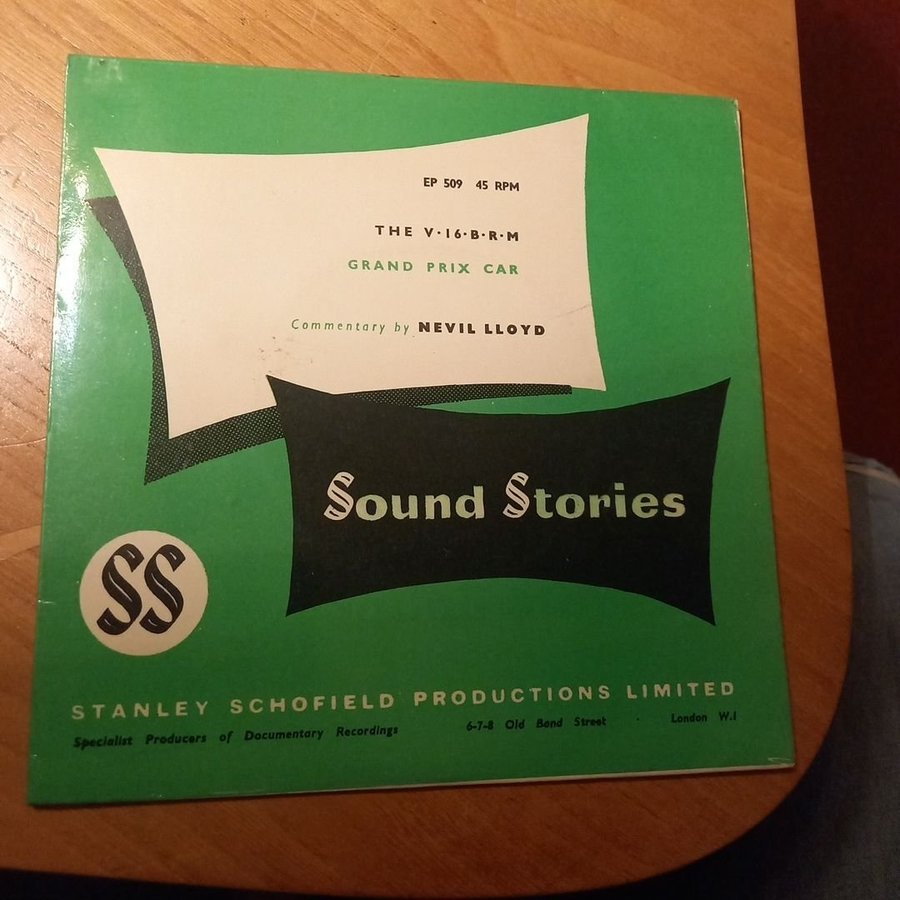 EP 509 45 RPM
THE V·16·B·R·M
GRAND PRIX CAR
Commentary by NEVIL LLOYD
Sound Stories
SS
STANLEY SCHOFIELD PRODUCTIONS LIMITED
Specialist Producers of Documentary Recordings 6-7-8 Old Bond Street · London W.1